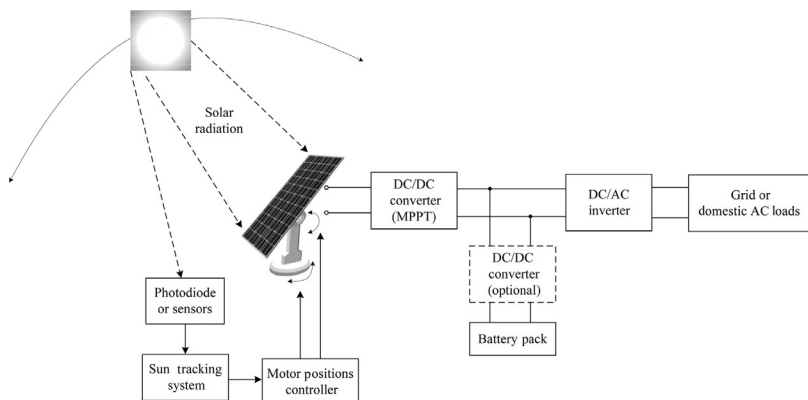 Solar
radiation
DC/DC
converter
(MPPT)
DC/AC
inverter
Grid or
domestic AC loads
DC/DC
converter
(optional)
Battery pack
Photodiode
or sensors
Sun tracking
system
Motor positions
controller